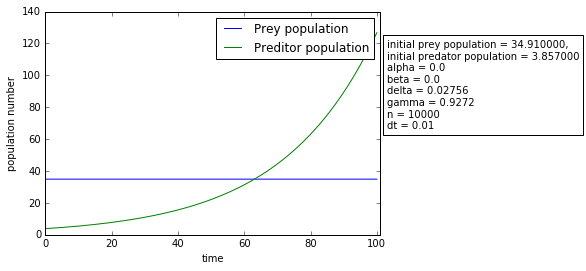 140
120
100
80
60
40
20
0
population number
Prey population
Preditor population
0 20 40 60 80 100
time
initial prey population = 34.910000,
initial predator population = 3.857000
alpha = 0.0
beta = 0.0
delta = 0.02756
gamma = 0.9272
n = 10000
dt = 0.01